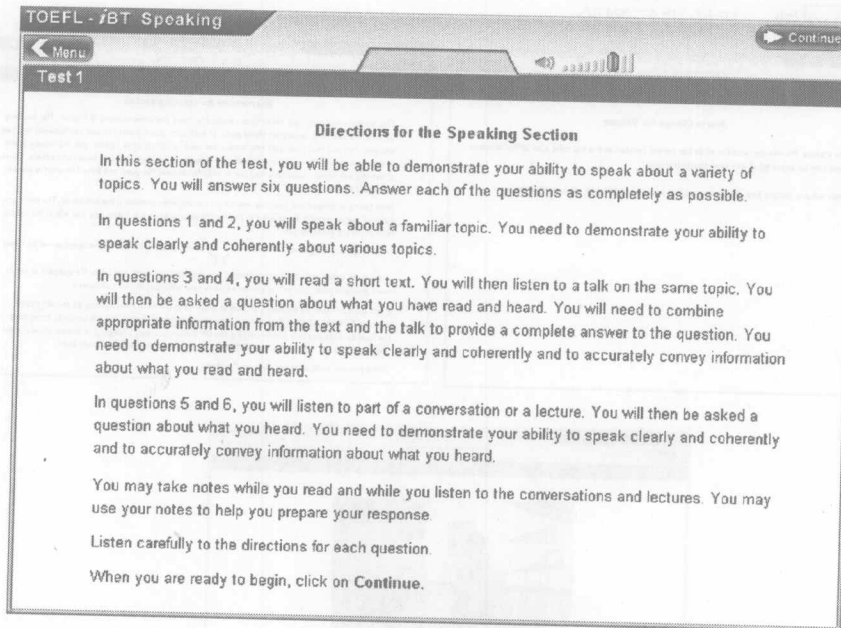 TOEFL - iBT Speaking
Menu
Continue
Test 1
Directions for the Speaking Section
In this section of the test, you will be able to demonstrate your ability to speak about a variety of
topics. You will answer six questions. Answer each of the questions as completely as possible.
In questions 1 and 2, you will speak about a familiar topic. You need to demonstrate your ability to
speak clearly and coherently about various topics.
In questions 3 and 4, you will read a short text. You will then listen to a talk on the same topic. You
will then be asked a question about what you have read and heard. You will need to combine
appropriate information from the text and the talk to provide a complete answer to the question. You
need to demonstrate your ability to speak clearly and coherently and to accurately convey information
about what you read and heard.
In questions 5 and 6, you will listen to part of a conversation or a lecture. You will then be asked a
question about what you heard. You need to demonstrate your ability to speak clearly and coherently
and to accurately convey information about what you heard.
You may take notes while you read and while you listen to the conversations and lectures. You may
use your notes to help you prepare your response.
Listen carefully to the directions for each question.
When you are ready to begin, click on Continue.